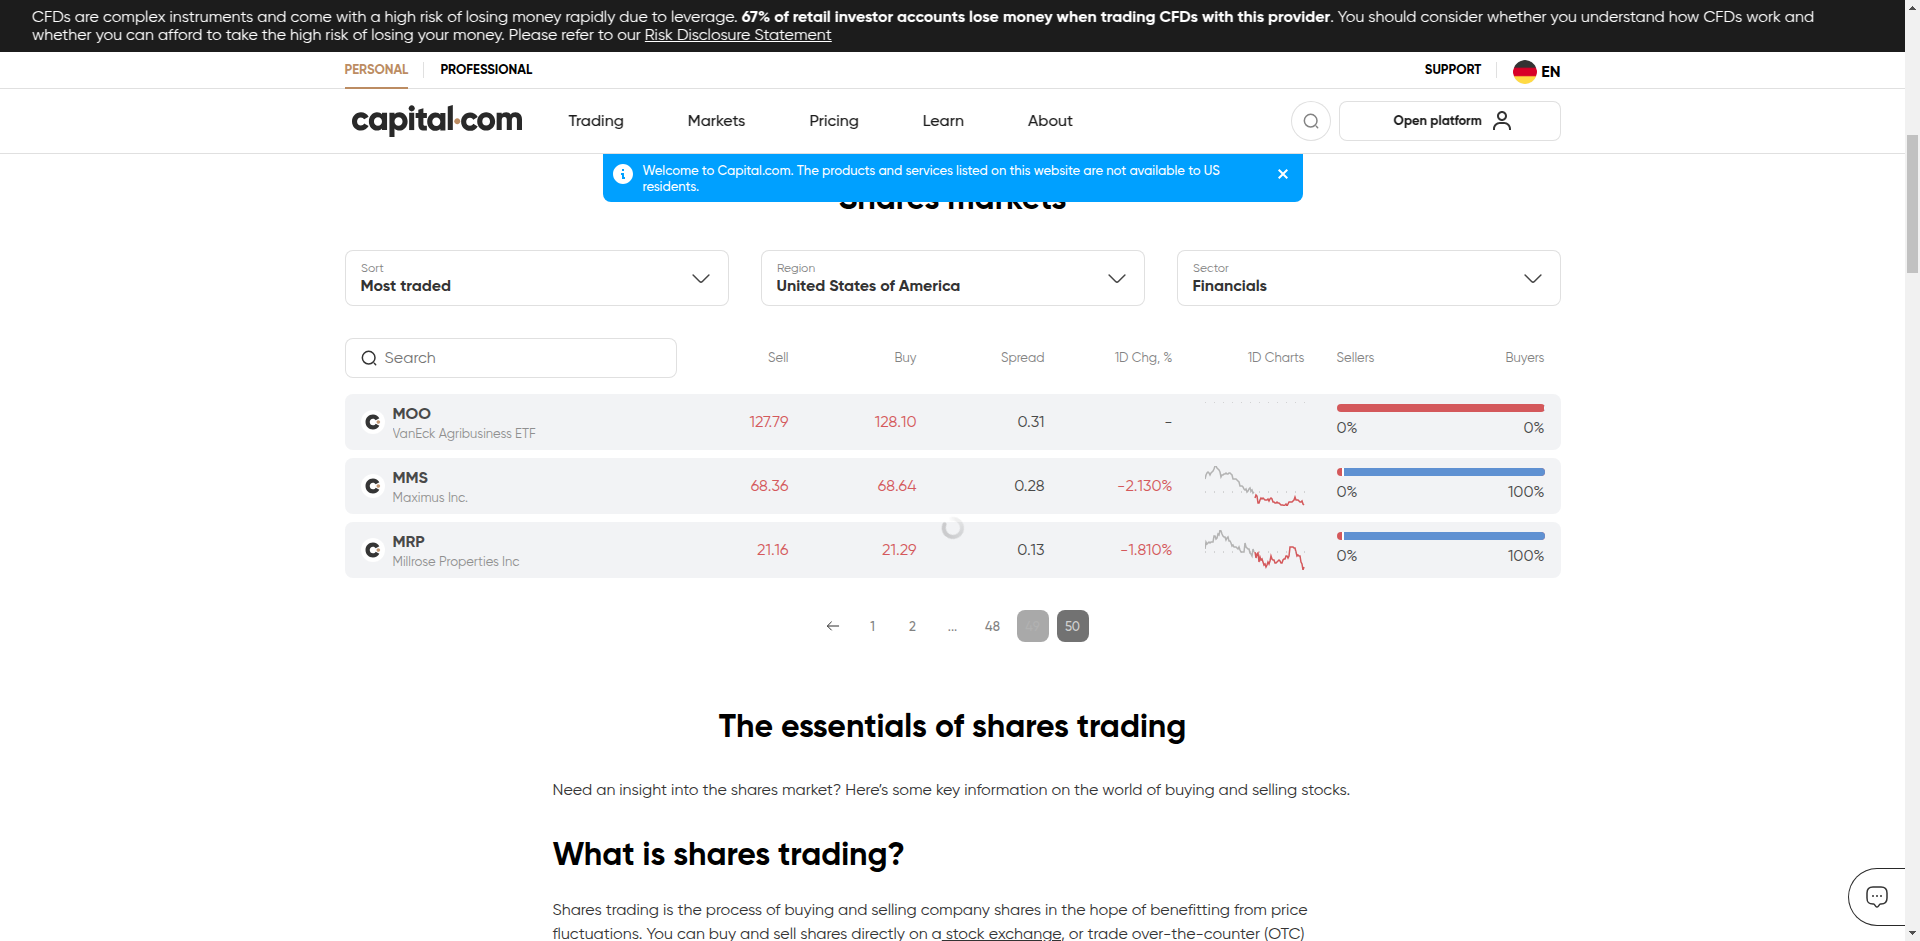 CFDs are complex instruments and come with a high risk of losing money rapidly due to leverage. 67% of retail investor accounts lose money when trading CFDs with this provider. You should consider whether you understand how CFDs work and
whether you can afford to take the high risk of losing your money. Please refer to our Risk Disclosure Statement
PERSONAL PROFESSIONAL SUPPORT EN
capital.com Trading Markets Pricing Learn About Open platform
Welcome to Capital.com. The products and services listed on this website are not available to US
residents.
Shares markets
Sort Region Sector
Most traded United States of America Financials
Search Sell Buy Spread 1D Chg, % 1D Charts Sellers Buyers
MOO
VanEck Agribusiness ETF 127.79 128.10 0.31 - 0% 0%
MMS
Maximus Inc. 68.36 68.64 0.28 -2.130% 0% 100%
MRP
Millrose Properties Inc 21.16 21.29 0.13 -1.810% 0% 100%
1 2 ... 48 50
The essentials of shares trading
Need an insight into the shares market? Here's some key information on the world of buying and selling stocks.
What is shares trading?
Shares trading is the process of buying and selling company shares in the hope of benefitting from price
fluctuations. You can buy and sell shares directly on a stock exchange, or trade over-the-counter (OTC)